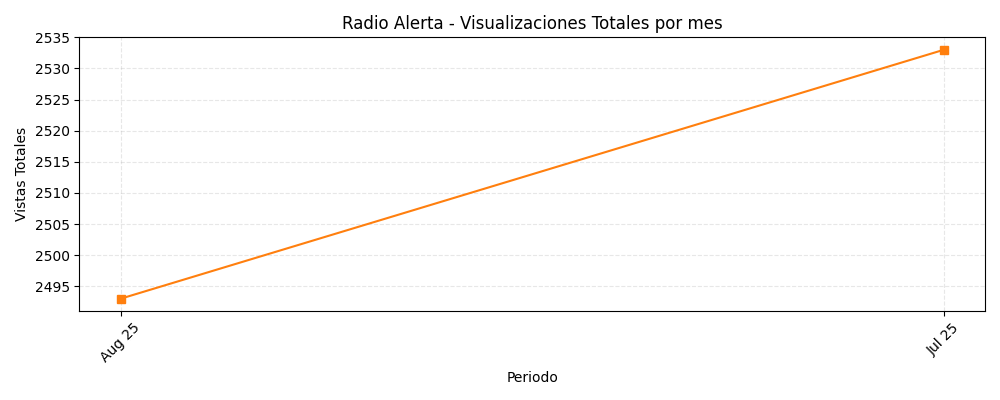 Radio Alerta - Visualizaciones Totales por mes
Vistas Totales
2535
2530
2525
2520
2515
2510
2505
2500
2495
Aug 25
Jul 25
Periodo